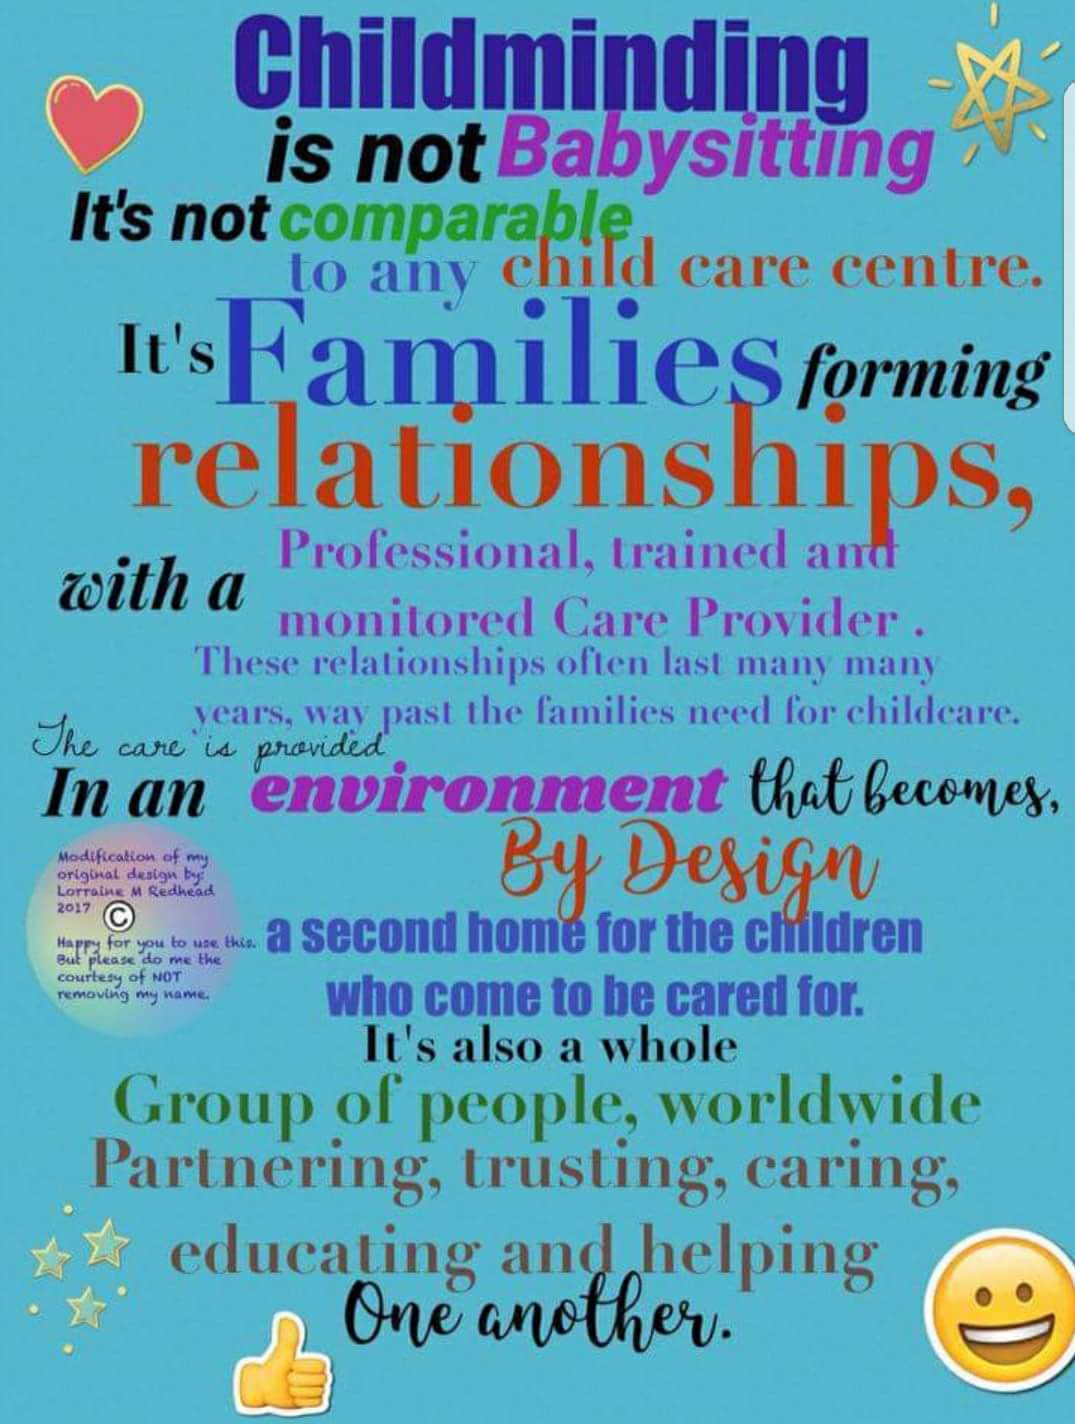 Childminding
is not Babysitting
It's not comparable
to any child care centre.
It's Families forming
relationships,
with a
Professional, trained and
monitored Care Provider .
These relationships often last many many
years, way past the families need for childcare.
The care is provided
In an environment that becomes,
By Design
Modification of my
original design by:
Lorraine M Redhead
2017 ©
Happy for you to use this.
But please do me the
courtesy of NOT
removing my name.
a second home for the children
who come to be cared for.
It's also a whole
Group of people, worldwide
Partnering, trusting, caring,
educating and helping
One another.